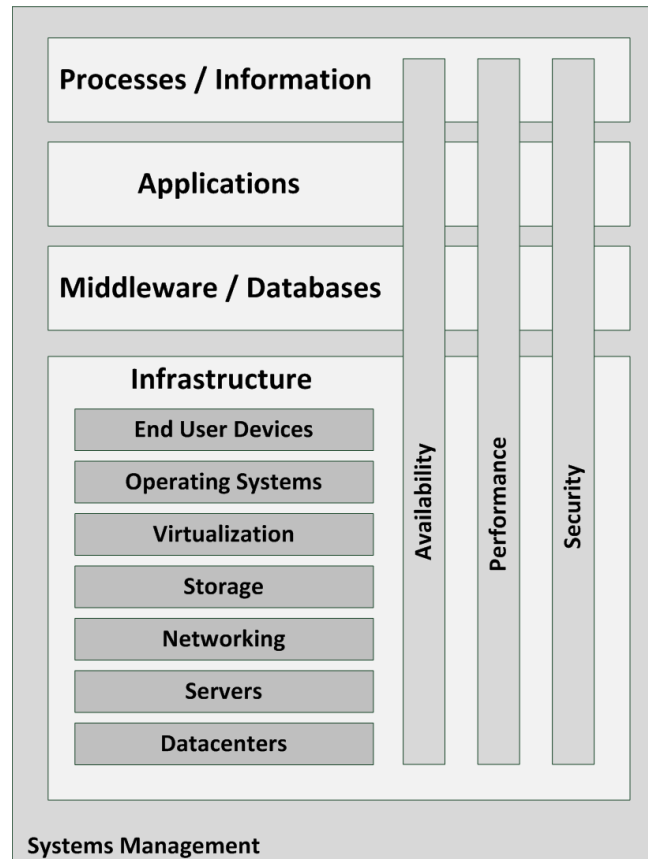 Processes / Information
Applications
Middleware / Databases
Infrastructure
End User Devices
Operating Systems
Virtualization
Storage
Networking
Servers
Datacenters
Availability
Performance
Security
Systems Management